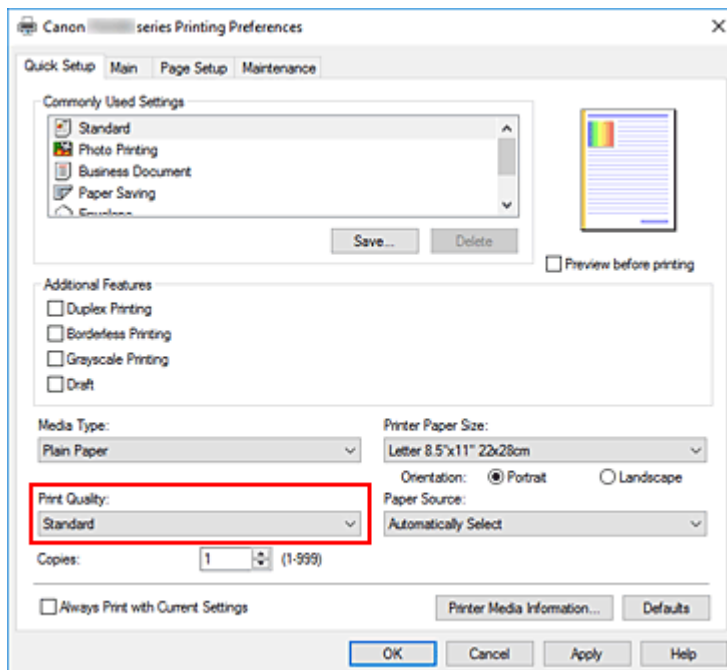 Canon series Printing Preferences
Quick Setup Main Page Setup Maintenance
Commonly Used Settings
Standard
Photo Printing
Business Document
Paper Saving
Save... Delete
Preview before printing
Additional Features
Duplex Printing
Borderless Printing
Grayscale Printing
Draft
Media Type: Printer Paper Size:
Plain Paper Letter 8.5"x11" 22x28cm
Orientation: Portrait Landscape
Print Quality: Paper Source:
Standard Automatically Select
Copies: 1 (1-999)
Always Print with Current Settings Printer Media Information... Defaults
OK Cancel Apply Help